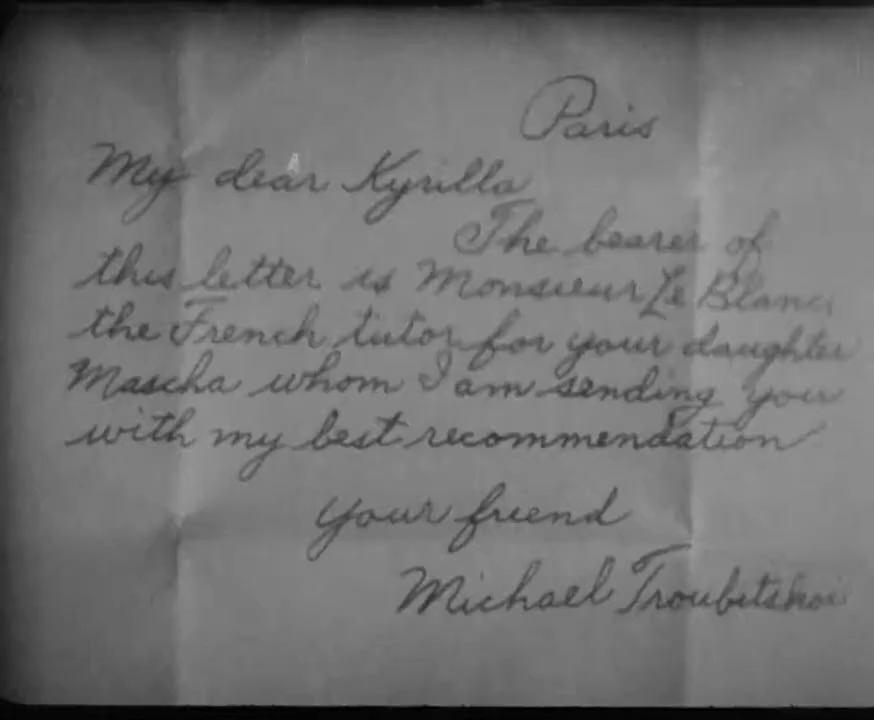 Paris
My dear Kyrilla
The bearer of
this letter is Monsieur Le Blanc,
the French tutor for your daughter
Mascha whom I am sending you
with my best recommendation
Your friend
Michael Troubetskoi